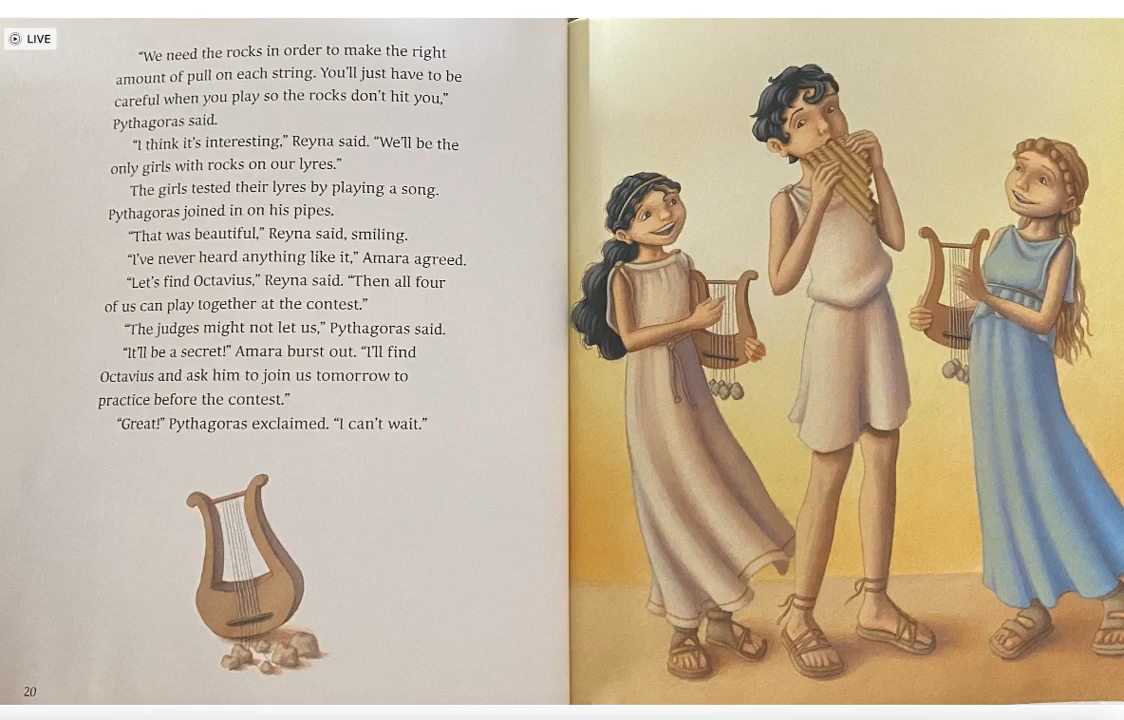 LIVE
“We need the rocks in order to make the right
amount of pull on each string. You’ll just have to be
careful when you play so the rocks don’t hit you,”
Pythagoras said.
“I think it’s interesting,” Reyna said. “We’ll be the
only girls with rocks on our lyres.”
The girls tested their lyres by playing a song.
Pythagoras joined in on his pipes.
“That was beautiful,” Reyna said, smiling.
“I’ve never heard anything like it,” Amara agreed.
“Let’s find Octavius,” Reyna said. “Then all four
of us can play together at the contest.”
“The judges might not let us,” Pythagoras said.
“It’ll be a secret!” Amara burst out. “I’ll find
Octavius and ask him to join us tomorrow to
practice before the contest.”
“Great!” Pythagoras exclaimed. “I can’t wait.”
20